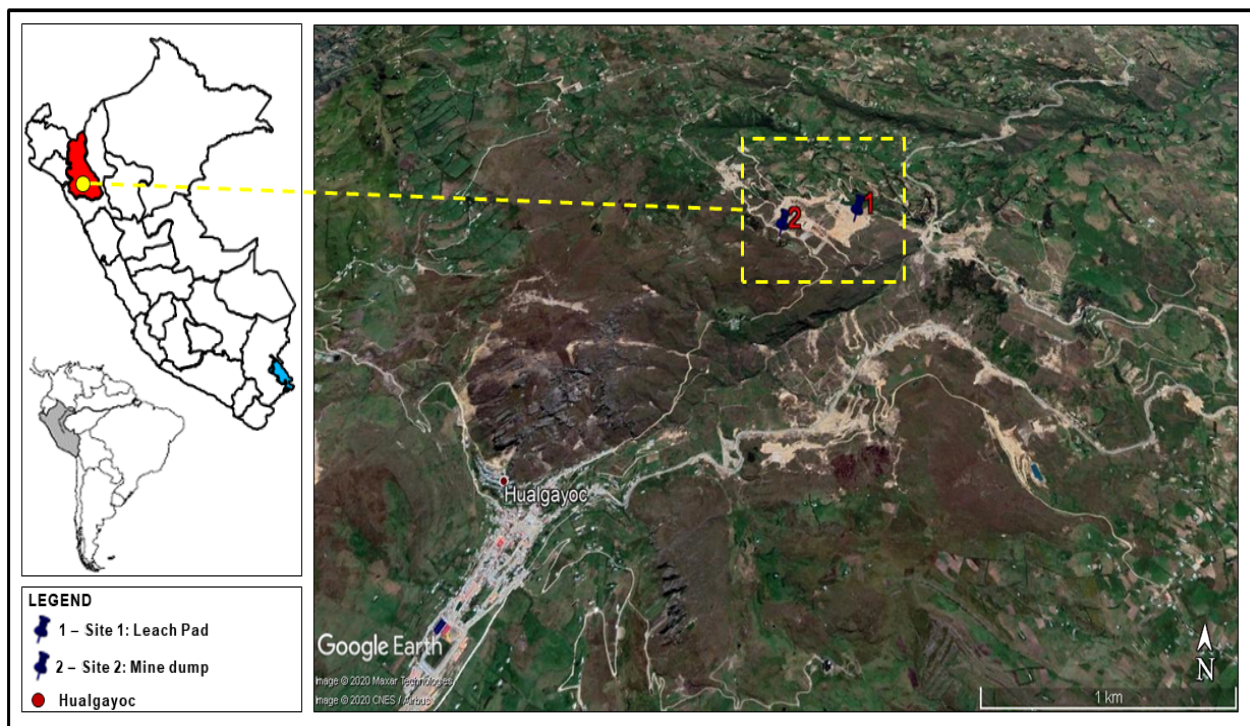 LEGEND
1 – Site 1: Leach Pad
2 – Site 2: Mine dump
Hualgayoc
1
2
Hualgayoc
Google Earth
Image © 2020 Maxar Technologies
Image © 2020 CNES / Airbus
N
1 km